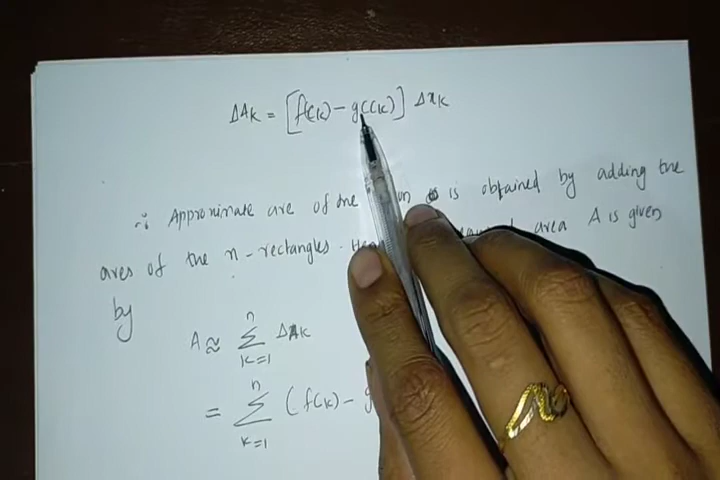 ΔAk = [f(Ck) - g(Ck)] Δxk
∴ Approximate are of the is obtained by adding the
ares of the n - rectangles. area A is given
by
A ≅ Σ k=1 n ΔAk
= Σ k=1 n (f(k) -